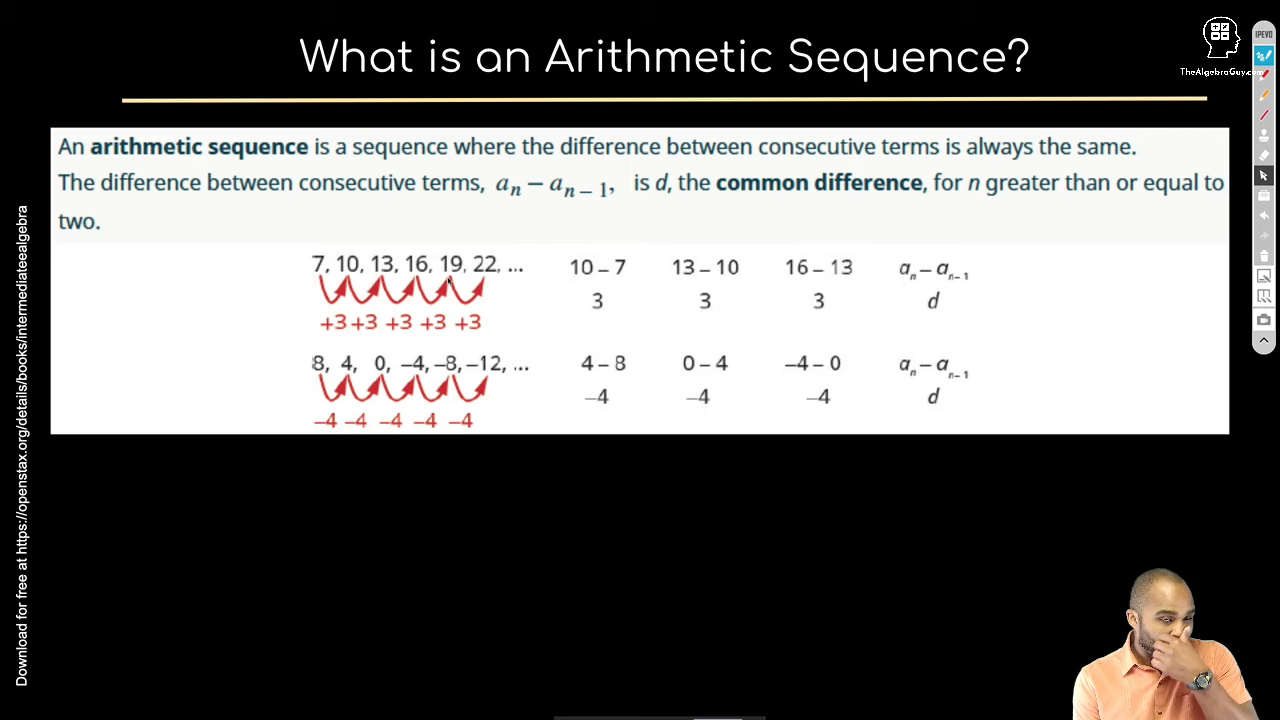 What is an Arithmetic Sequence?
TheAlgebraGuy.com
IPEVO
An arithmetic sequence is a sequence where the difference between consecutive terms is always the same.
The difference between consecutive terms, aₙ – aₙ ₋ ₁, is d, the common difference, for n greater than or equal to
two.
7, 10, 13, 16, 19, 22, ... 10 – 7 13 – 10 16 – 13 aₙ – aₙ₋₁
3 3 3 d
+3 +3 +3 +3 +3
8, 4, 0, –4, –8, –12, ... 4 – 8 0 – 4 –4 – 0 aₙ – aₙ₋₁
–4 –4 –4 d
–4 –4 –4 –4 –4
Download for free at https://openstax.org/details/books/intermediatealgebra